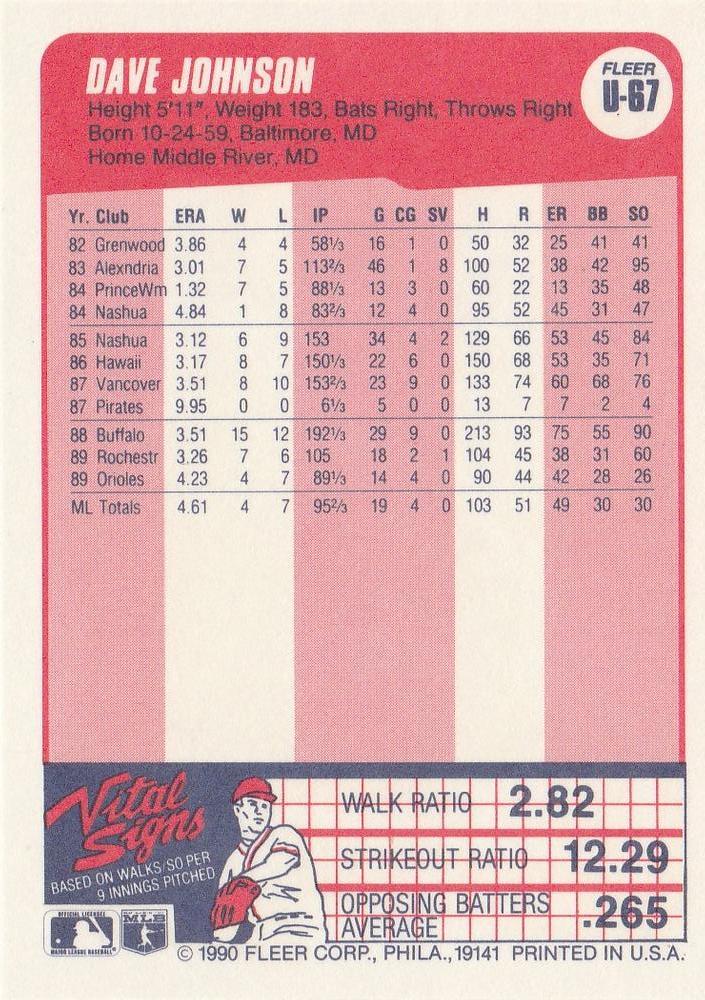 DAVE JOHNSON
FLEER
U-67
Height 5'11", Weight 183, Bats Right, Throws Right
Born 10-24-59, Baltimore, MD
Home Middle River, MD
Yr. Club ERA W L IP G CG SV H R ER BB SO
82 Grenwood 3.86 4 4 58⅓ 16 1 0 50 32 25 41 41
83 Alexndria 3.01 7 5 113⅔ 46 1 8 100 52 38 42 95
84 PrinceWm 1.32 7 5 88⅓ 13 3 0 60 22 13 35 48
84 Nashua 4.84 1 8 83⅔ 12 4 0 95 52 45 31 47
85 Nashua 3.12 6 9 153 34 4 2 129 66 53 45 84
86 Hawaii 3.17 8 7 150⅓ 22 6 0 150 68 53 35 71
87 Vancover 3.51 8 10 153⅔ 23 9 0 133 74 60 68 76
87 Pirates 9.95 0 0 6⅓ 5 0 0 13 7 7 2 4
88 Buffalo 3.51 15 12 192⅓ 29 9 0 213 93 75 55 90
89 Rochestr 3.26 7 6 105 18 2 1 104 45 38 31 60
89 Orioles 4.23 4 7 89⅓ 14 4 0 90 44 42 28 26
ML Totals 4.61 4 7 95⅔ 19 4 0 103 51 49 30 30
Vital
Signs
BASED ON WALKS/SO PER
9 INNINGS PITCHED
WALK RATIO 2.82
STRIKEOUT RATIO 12.29
OPPOSING BATTERS
AVERAGE .265
OFFICIAL LICENSEE
MAJOR LEAGUE BASEBALL
© 1990 FLEER CORP., PHILA., 19141 PRINTED IN U.S.A.